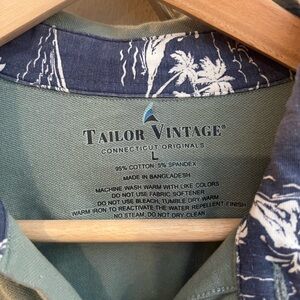 TAILOR VINTAGE®
CONNECTICUT ORIGINALS
L
95% COTTON 5% SPANDEX
MADE IN BANGLADESH
MACHINE WASH WARM WITH LIKE COLORS
DO NOT USE FABRIC SOFTENER
DO NOT USE BLEACH, TUMBLE DRY WARM
WARM IRON TO REACTIVATE THE WATER REPELLENT FINISH
NO STEAM, DO NOT DRY CLEAN